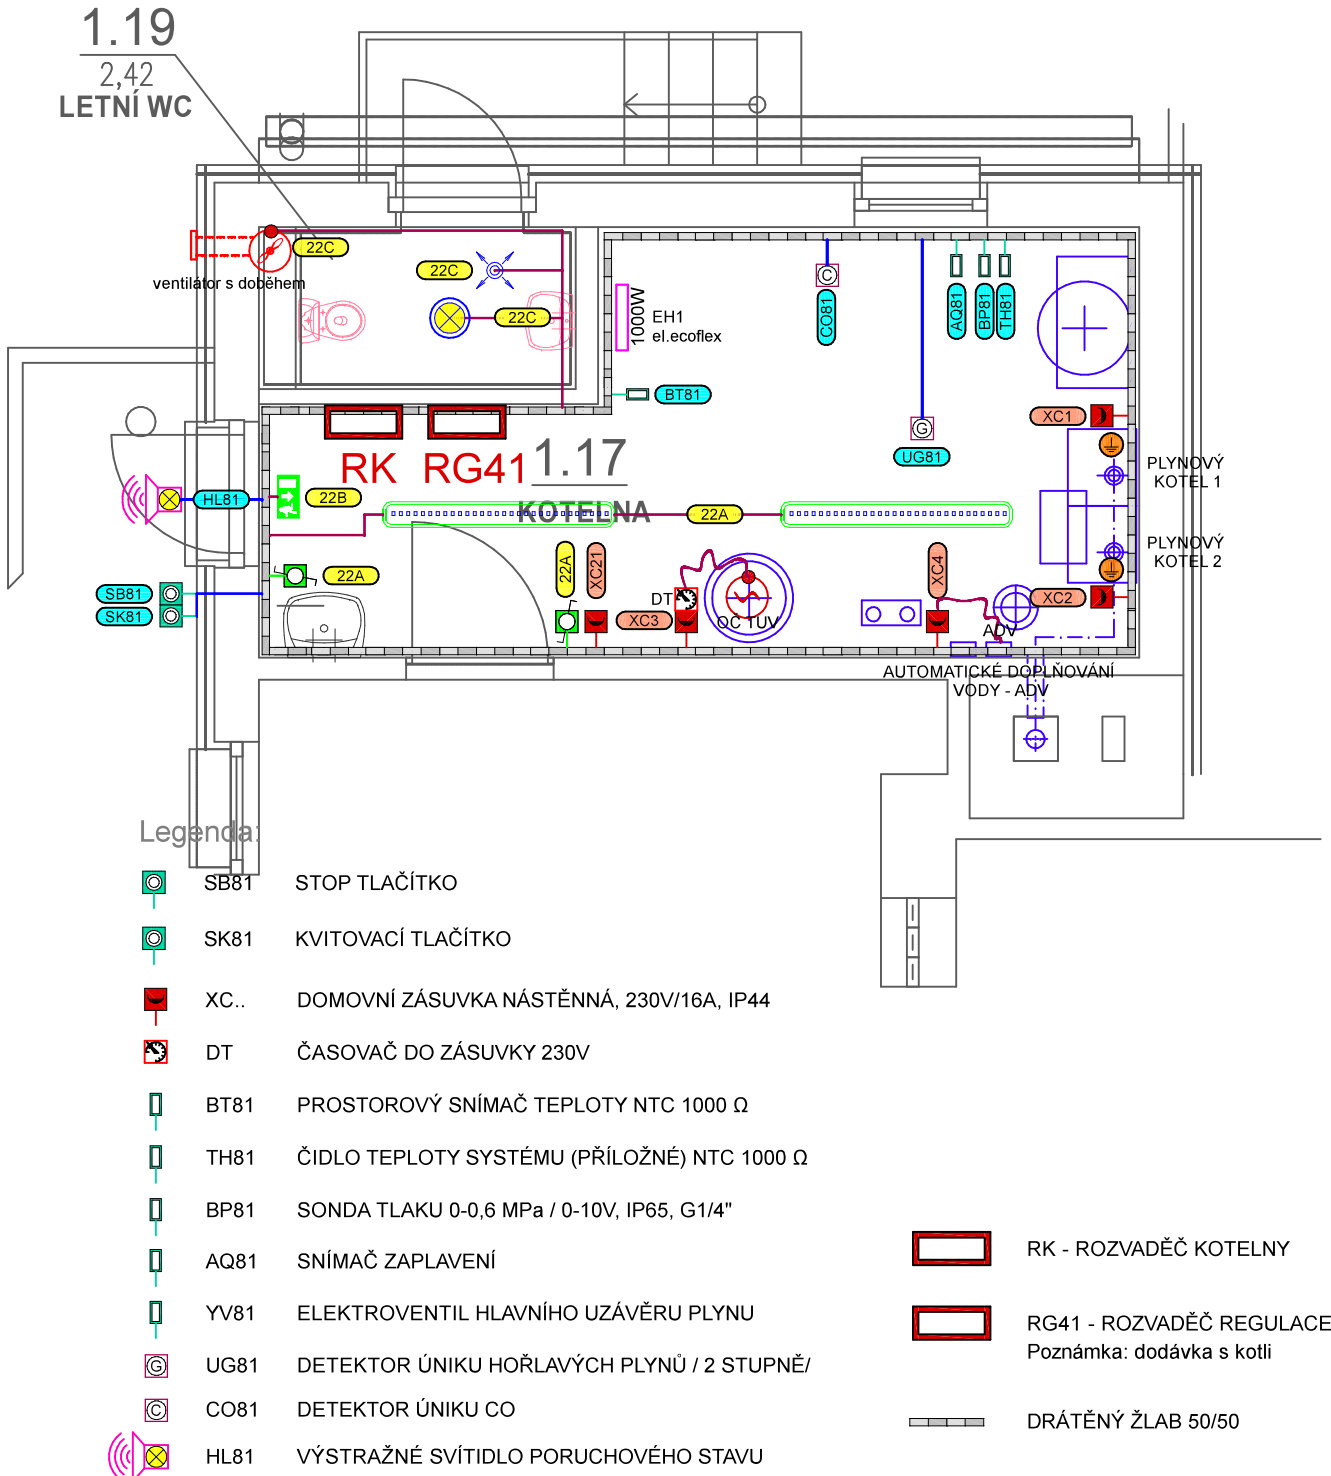 1.19
2,42
LETNÍ WC
22C
ventilátor s doběhem
22C
22C
1000W
EH1
el.ecoflex
CO81
AQ81
BP81
TH81
BT81
XC1
UG81
RK
RG41
1.17
KOTELNA
PLYNOVÝ
KOTEL 1
HL81
22B
22A
PLYNOVÝ
KOTEL 2
22A
22A
XC21
XC4
SB81
SK81
DT
XC3
OČ TUV
XC2
ADV
AUTOMATICKÉ DOPLŇOVÁNÍ
VODY - ADV
Legenda:
SB81 STOP TLAČÍTKO
SK81 KVITOVACÍ TLAČÍTKO
XC.. DOMOVNÍ ZÁSUVKA NÁSTĚNNÁ, 230V/16A, IP44
DT ČASOVAČ DO ZÁSUVKY 230V
BT81 PROSTOROVÝ SNÍMAČ TEPLOTY NTC 1000 Ω
TH81 ČIDLO TEPLOTY SYSTÉMU (PŘÍLOŽNÉ) NTC 1000 Ω
BP81 SONDA TLAKU 0-0,6 MPa / 0-10V, IP65, G1/4"
AQ81 SNÍMAČ ZAPLAVENÍ
YV81 ELEKTROVENTIL HLAVNÍHO UZÁVĚRU PLYNU
G UG81 DETEKTOR ÚNIKU HOŘLAVÝCH PLYNŮ / 2 STUPNĚ/
C CO81 DETEKTOR ÚNIKU CO
HL81 VÝSTRAŽNÉ SVÍTIDLO PORUCHOVÉHO STAVU
RK - ROZVADĚČ KOTELNY
RG41 - ROZVADĚČ REGULACE
Poznámka: dodávka s kotli
DRÁTĚNÝ ŽLAB 50/50